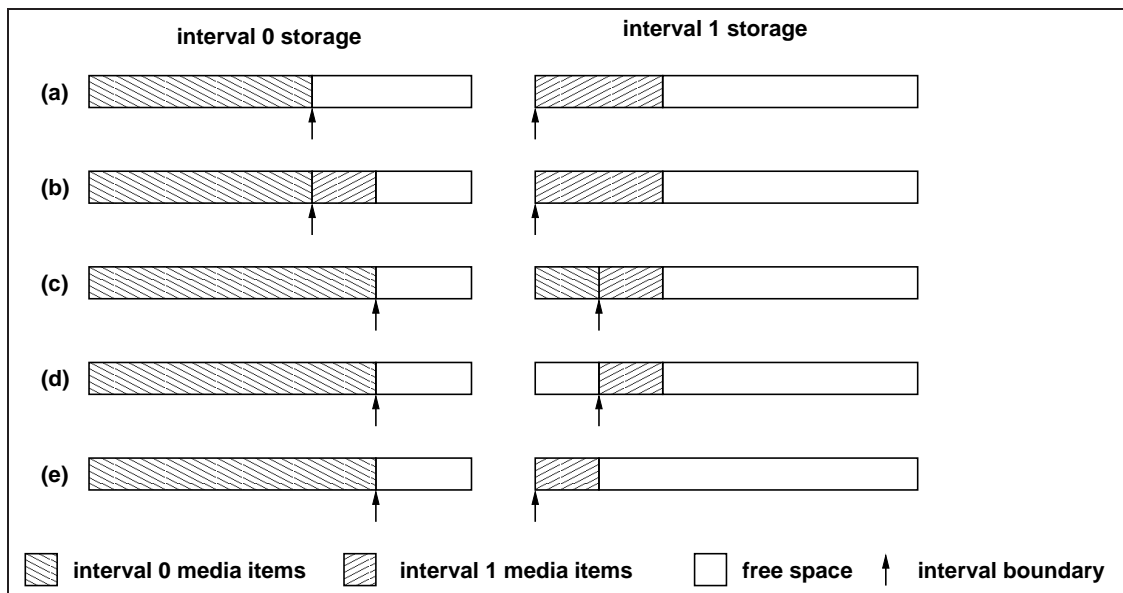 interval 0 storage
interval 1 storage
(a)
(b)
(c)
(d)
(e)
interval 0 media items
interval 1 media items
free space
interval boundary